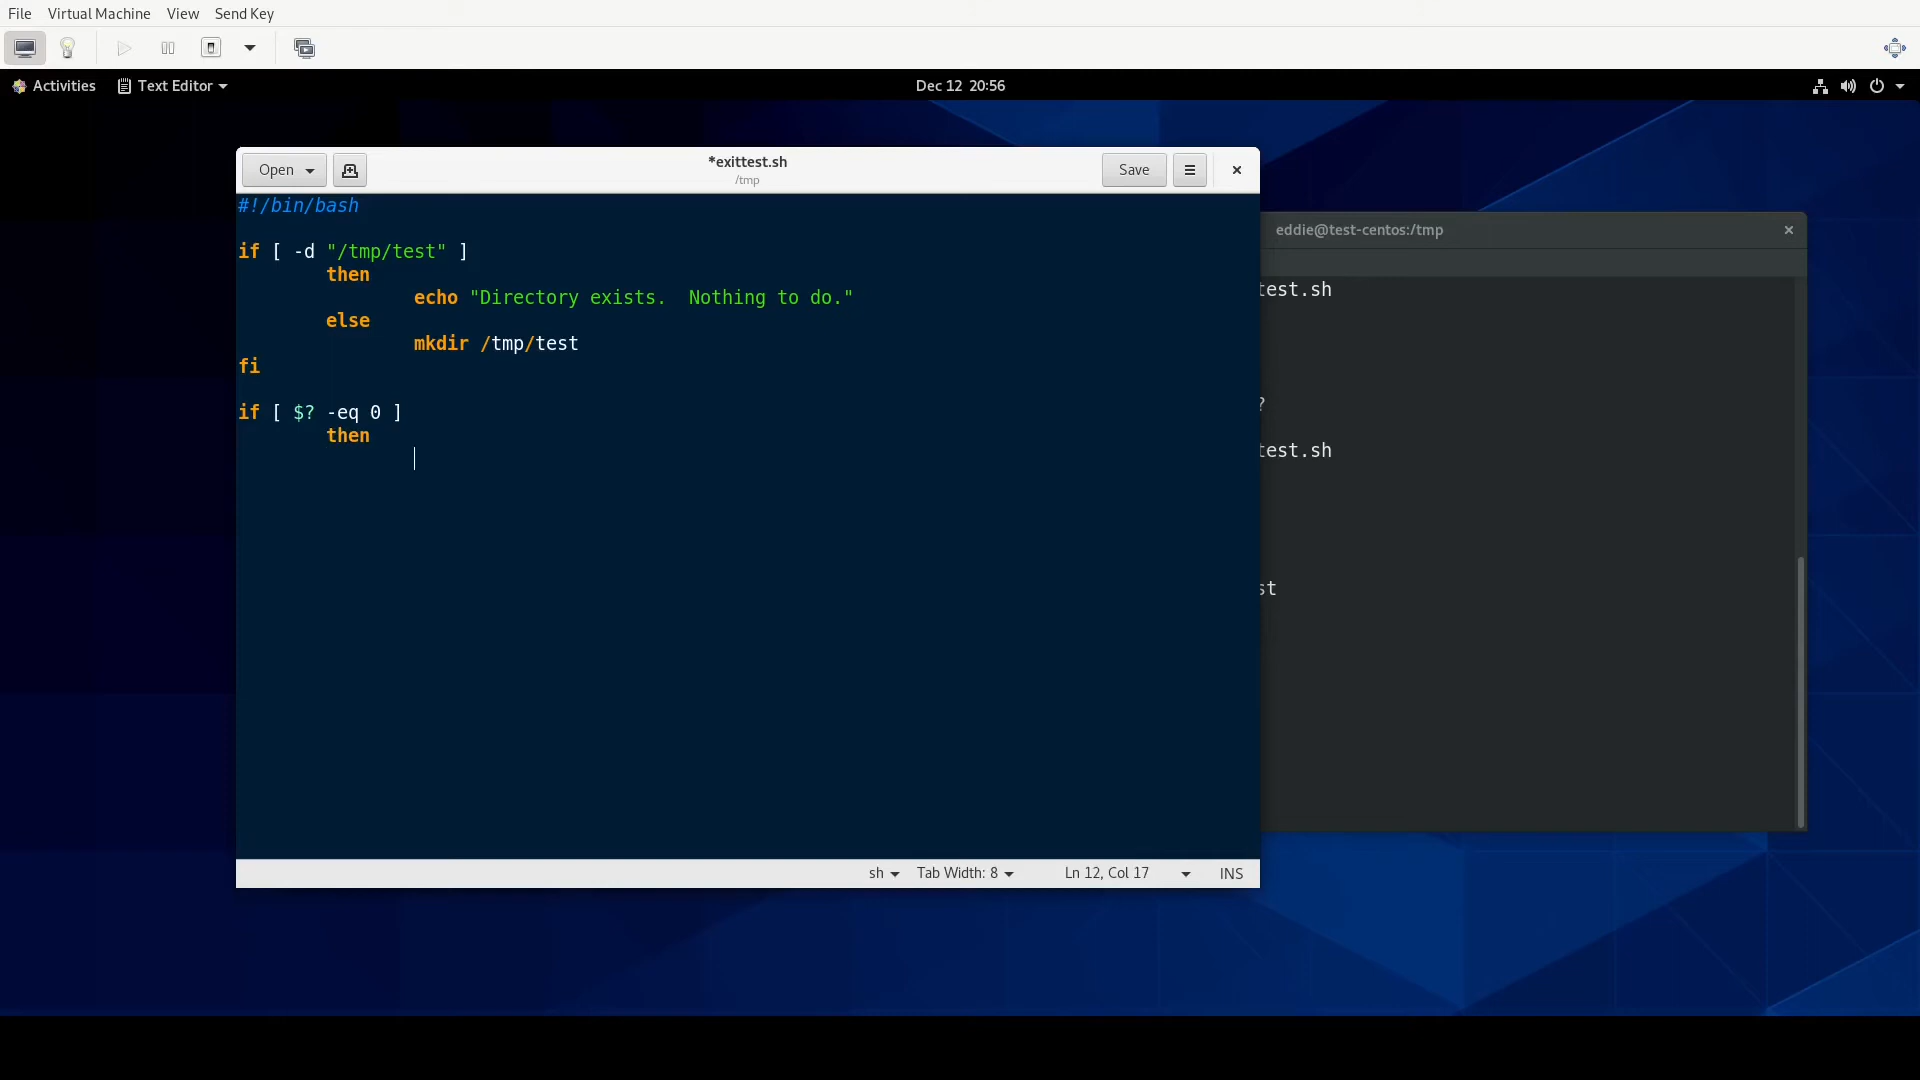 File Virtual Machine View Send Key
Activities Text Editor Dec 12 20:56
Open *exittest.sh Save
/tmp
#!/bin/bash
if [ -d "/tmp/test" ]
then
echo "Directory exists.  Nothing to do."
else
mkdir /tmp/test
fi
if [ $? -eq 0 ]
then
sh Tab Width: 8 Ln 12, Col 17 INS
eddie@test-centos:/tmp
test.sh
?
test.sh
st